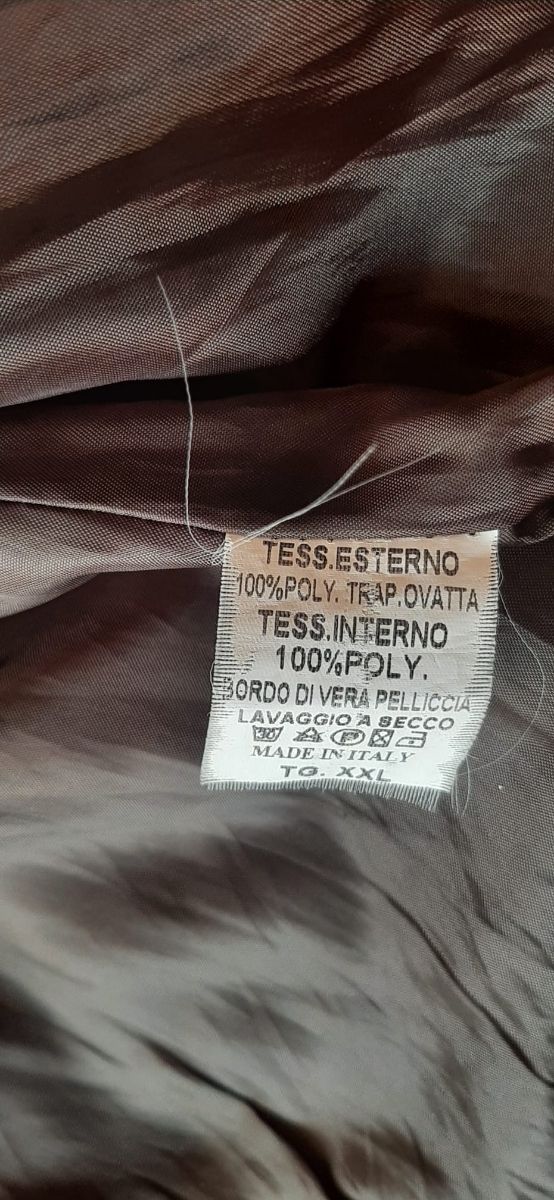 TESS.ESTERNO
100%POLY. TRAP.OVATTA
TESS.INTERNO
100%POLY.
BORDO DI VERA PELLICCIA
LAVAGGIO A SECCO
30 P
MADE IN ITALY
TG. XXL